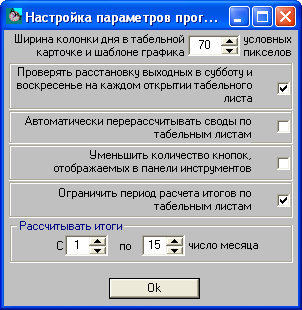 Настройка параметров прог...
Ширина колонки дня в табельной карточке и шаблоне графика 70 условных пикселов
Проверять расстановку выходных в субботу и
воскресенье на каждом открытии табельного
листа
Автоматически перерассчитывать своды по
табельным листам
Уменьшить количество кнопок,
отображаемых в панели инструментов
Ограничить период расчета итогов по
табельным листам
Рассчитывать итоги
С 1 по 15 число месяца
Ok